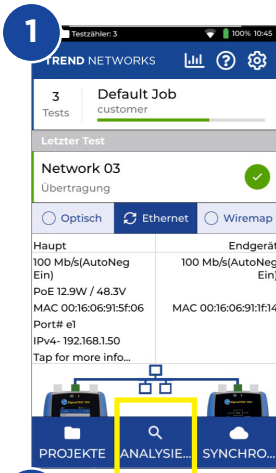 1
Testzähler: 3
100% 10:45
TREND NETWORKS
3 Default Job
Tests customer
Letzter Test
Network 03
Übertragung
Optisch Ethernet Wiremap
Haupt Endgerät
100 Mb/s(AutoNeg 100 Mb/s(AutoNeg
Ein) Ein)
PoE 12.9W / 48.3V
MAC 00:16:06:91:5f:06 MAC 00:16:06:91:1f:14
Port# e1
IPv4- 192.168.1.50
Tap for more info...
PROJEKTE ANALYSIE... SYNCHRO...